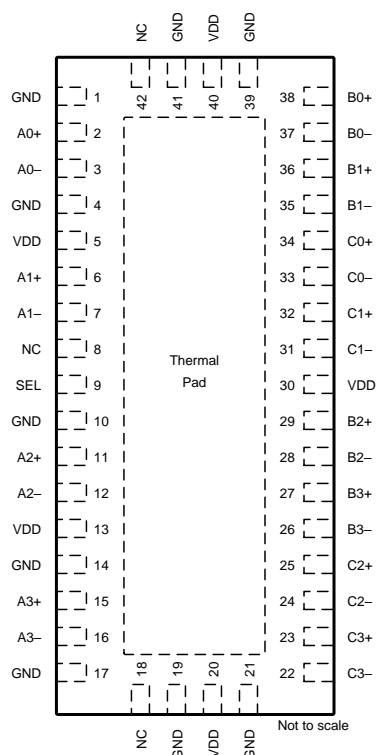 NC GND VDD GND
42 41 40 39
GND 1 38 B0+
A0+ 2 37 B0–
A0– 3 36 B1+
GND 4 35 B1–
VDD 5 34 C0+
A1+ 6 33 C0–
A1– 7 32 C1+
NC 8 31 C1–
SEL 9 30 VDD
GND 10 29 B2+
A2+ 11 28 B2–
A2– 12 27 B3+
VDD 13 26 B3–
GND 14 25 C2+
A3+ 15 24 C2–
A3– 16 23 C3+
GND 17 22 C3–
Thermal
Pad
18 19 20 21
NC GND VDD GND
Not to scale